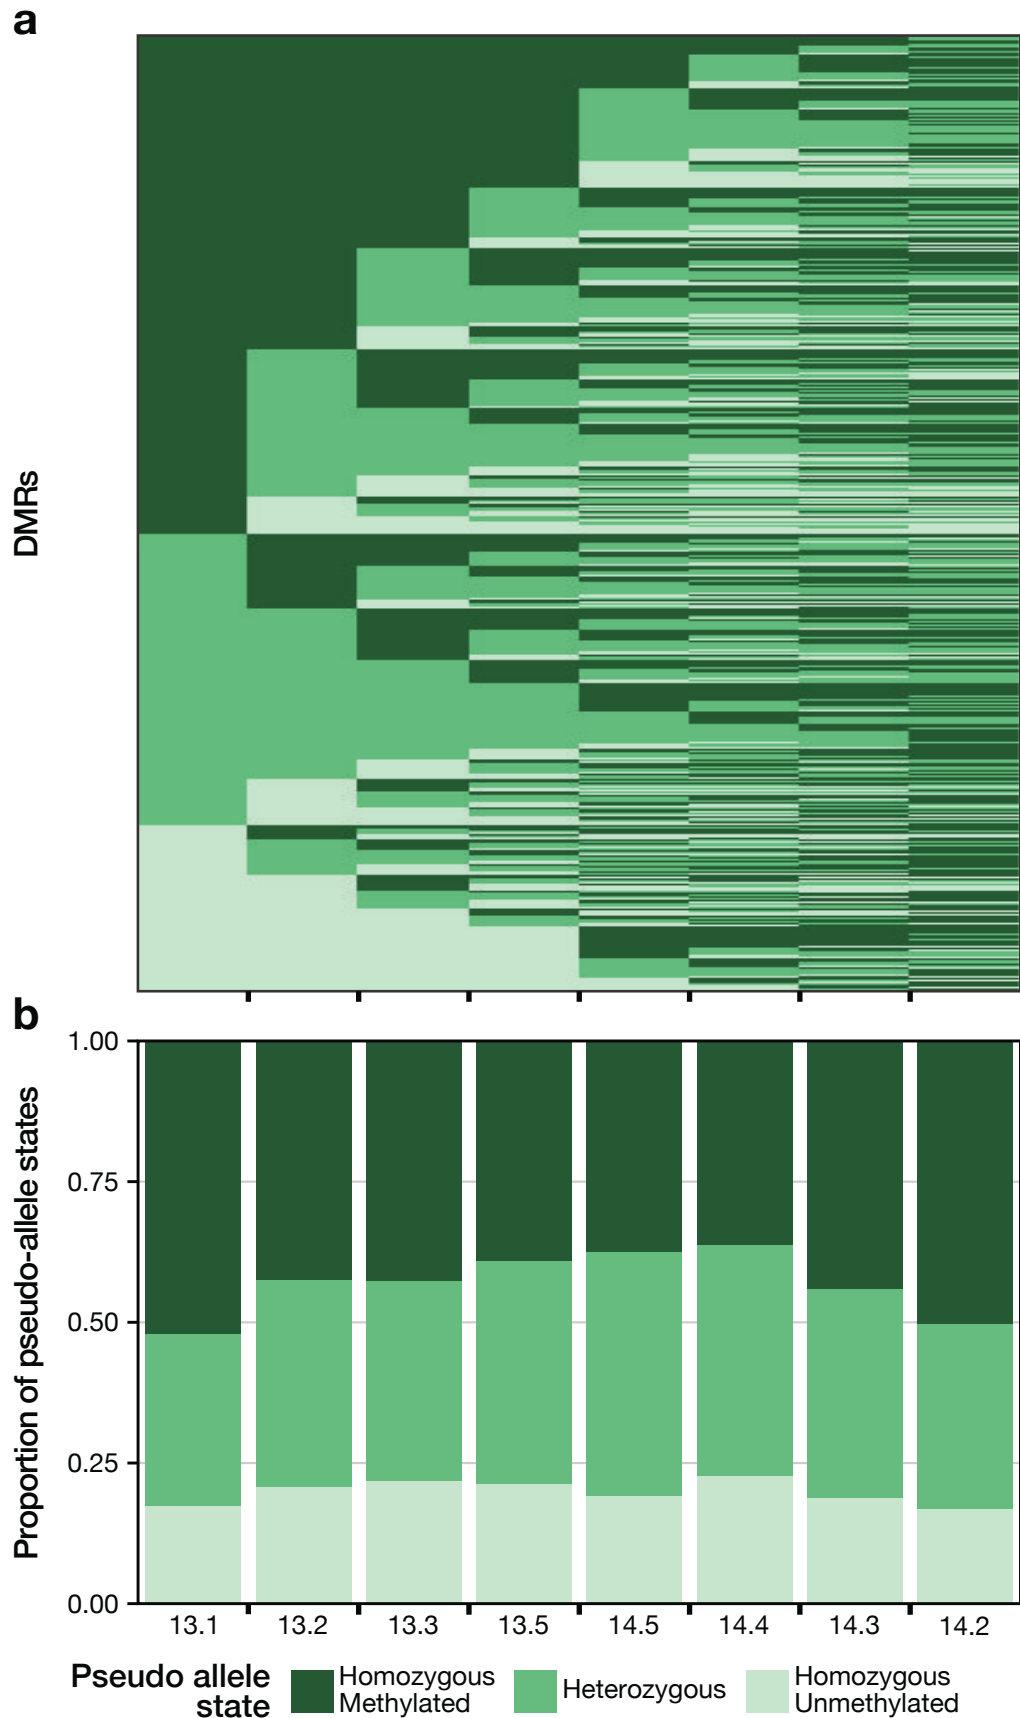 a
DMRs
b
Proportion of pseudo-allele states
1.00
0.75
0.50
0.25
0.00
13.1 13.2 13.3 13.5 14.5 14.4 14.3 14.2
Pseudo allele
state
Homozygous
Methylated
Heterozygous
Homozygous
Unmethylated